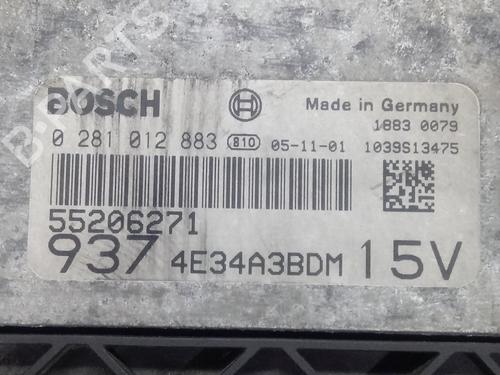 B-PARTS
BOSCH
Made in Germany
1883 0079
0 281 012 883 810 05-11-01 1039S13475
55206271
937 4E34A3BDM 15V